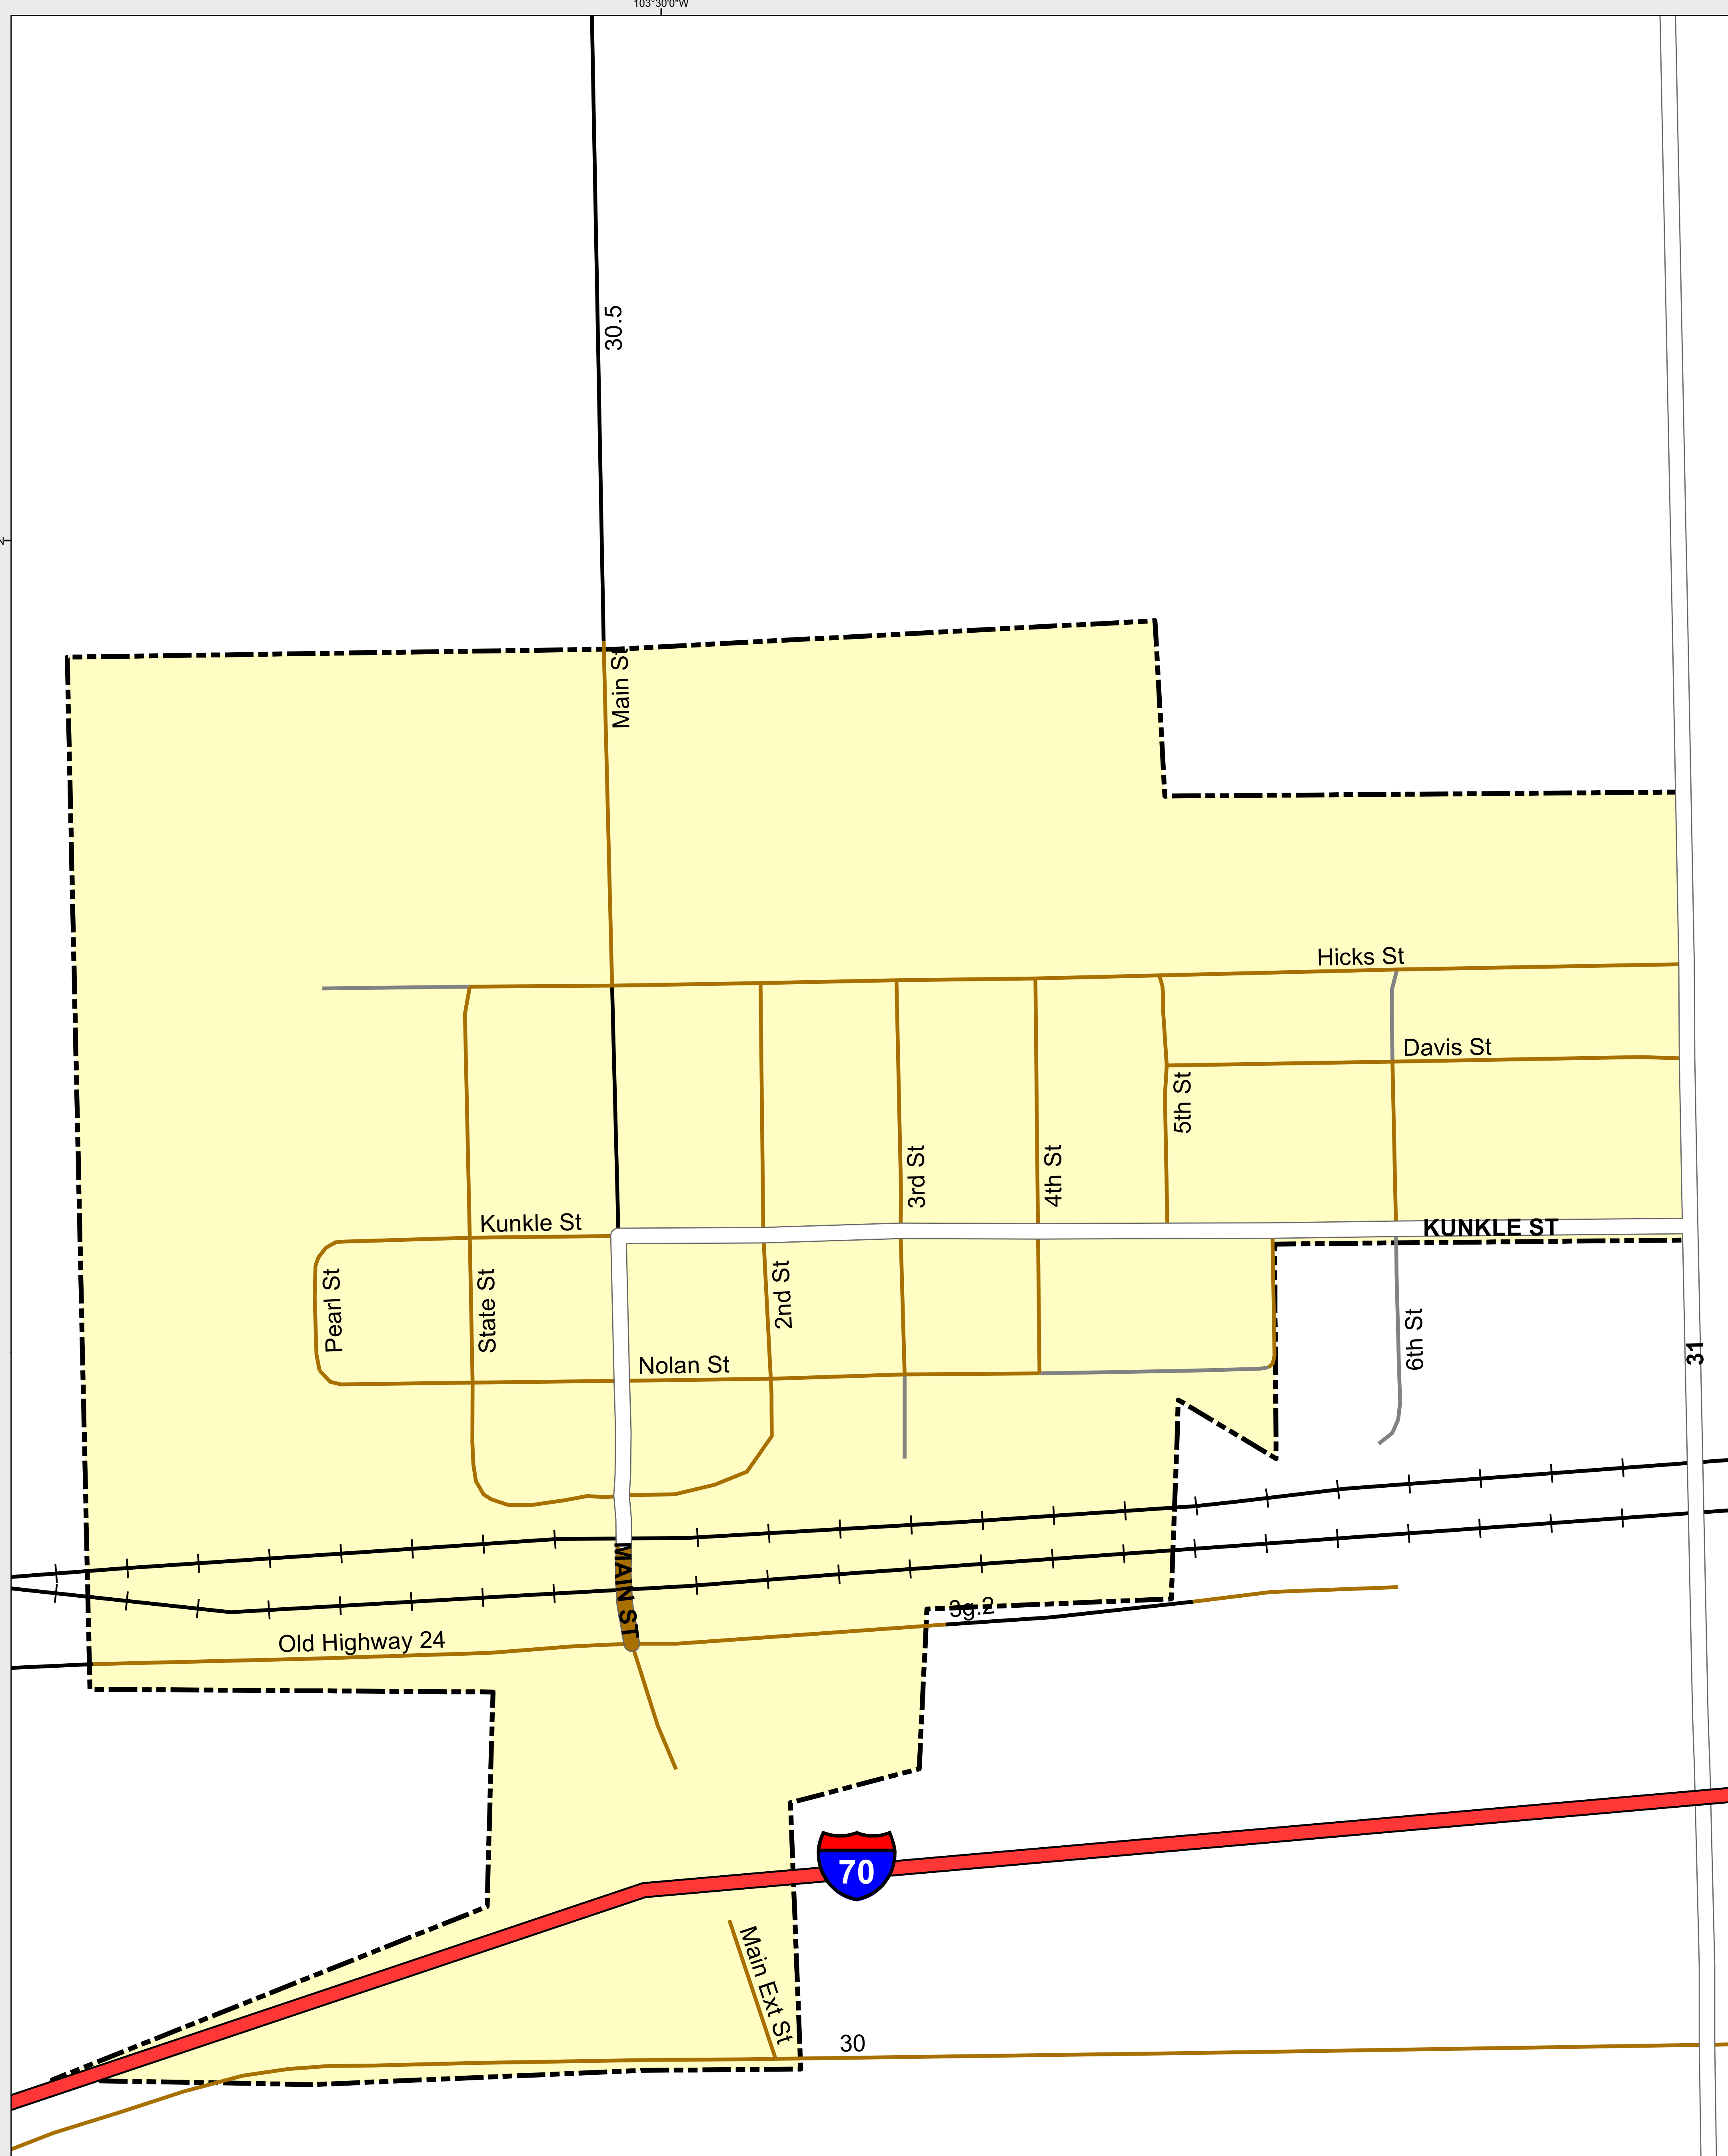 103°30'0"W
30.5
Main St
Hicks St
Davis St
5th St
3rd St
4th St
Kunkle St
KUNKLE ST
Pearl St
State St
2nd St
6th St
31
Nolan St
MAIN ST
3g.2
Old Highway 24
70
Main Ext St
30